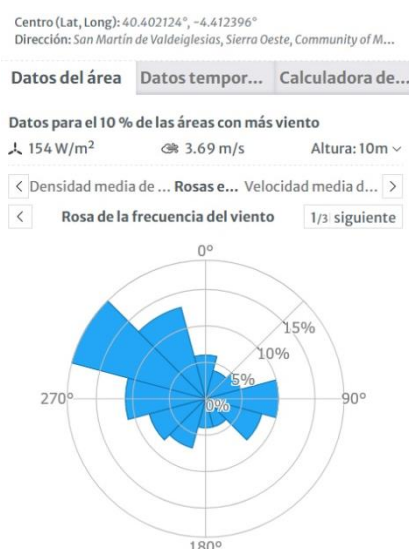 Centro (Lat, Long): 40.402124°, -4.412396°
Dirección: San Martín de Valdeiglesias, Sierra Oeste, Community of M...
Datos del área Datos tempor... Calculadora de...
Datos para el 10 % de las áreas con más viento
154 W/m² 3.69 m/s Altura: 10m
Densidad media de ... Rosas e... Velocidad media d...
Rosa de la frecuencia del viento 1/3 siguiente
0°
15%
10%
5%
270° 0% 90°
180°